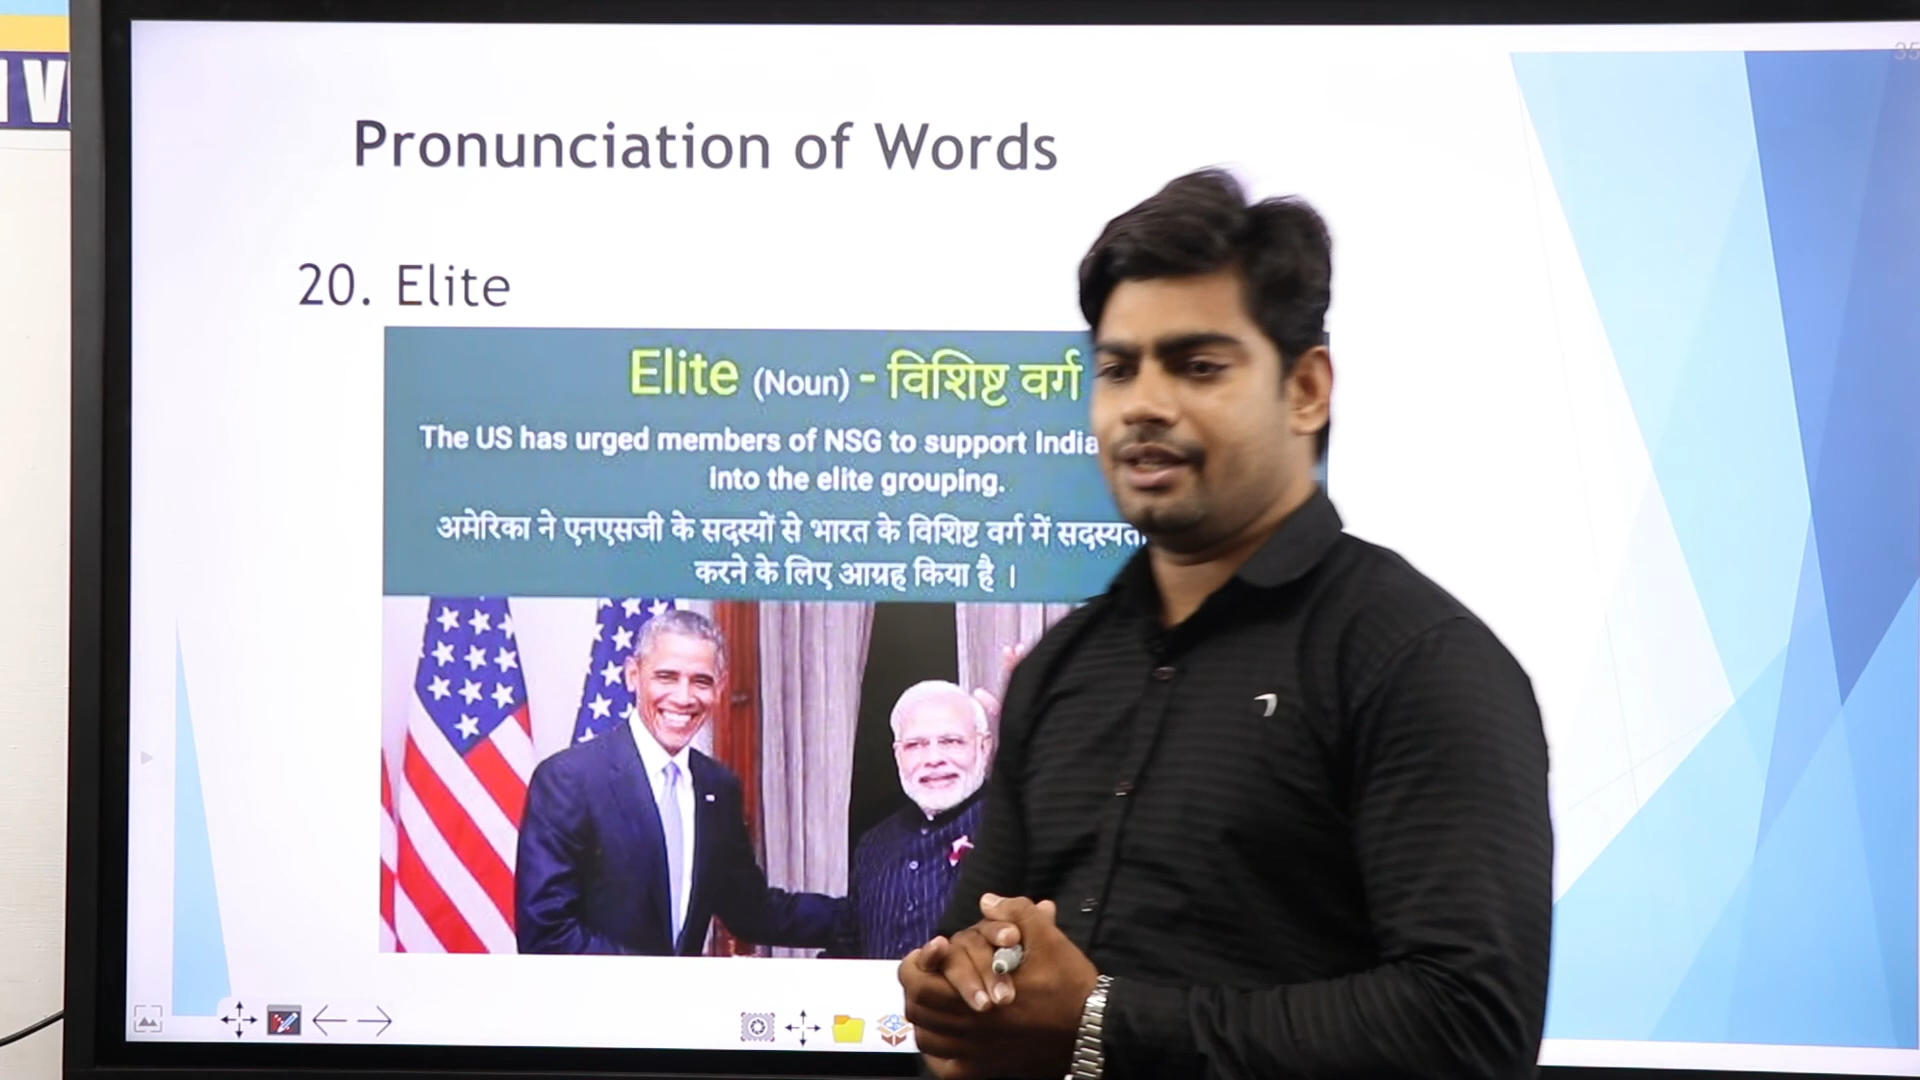 35
Pronunciation of Words
20. Elite
Elite (Noun) - विशिष्ट वर्ग
The US has urged members of NSG to support India
into the elite grouping.
अमेरिका ने एनएसजी के सदस्यों से भारत के विशिष्ट वर्ग में
करने के लिए आग्रह किया है ।